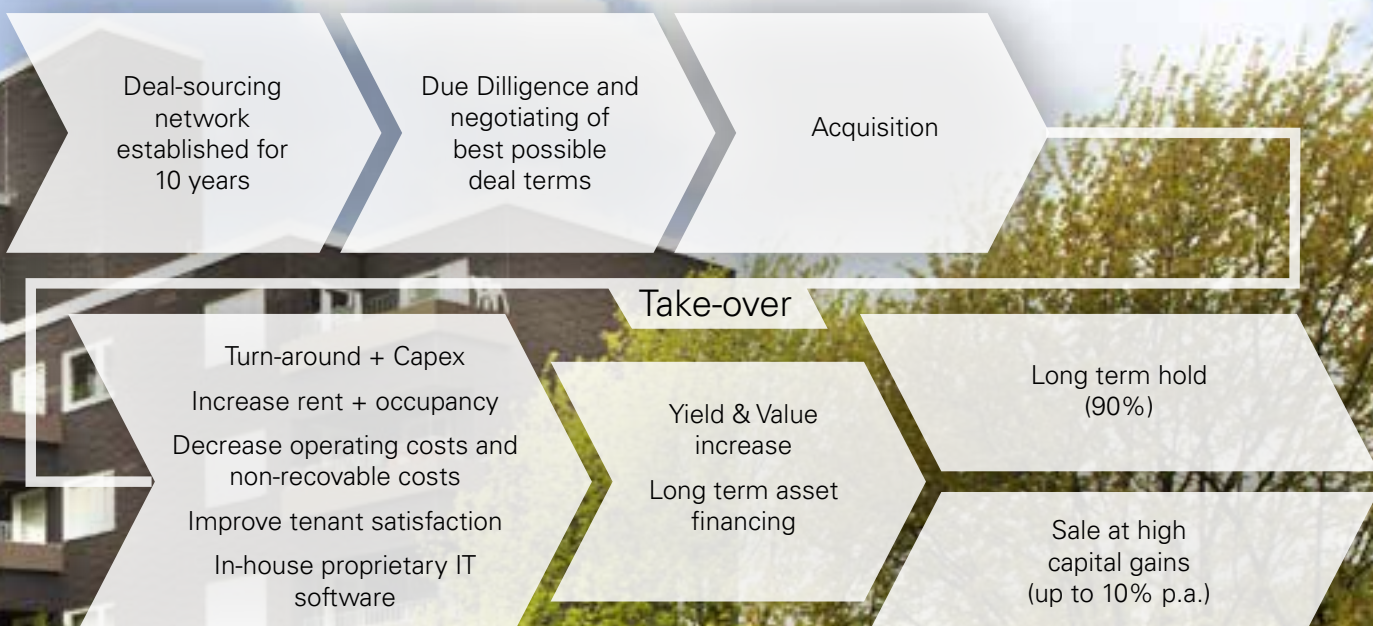 Deal-sourcing
network
established for
10 years
Due Dilligence and
negotiating of
best possible
deal terms
Acquisition
Take-over
Turn-around + Capex
Increase rent + occupancy
Decrease operating costs and
non-recovable costs
Improve tenant satisfaction
In-house proprietary IT
software
Yield & Value
increase
Long term asset
financing
Long term hold
(90%)
Sale at high
capital gains
(up to 10% p.a.)